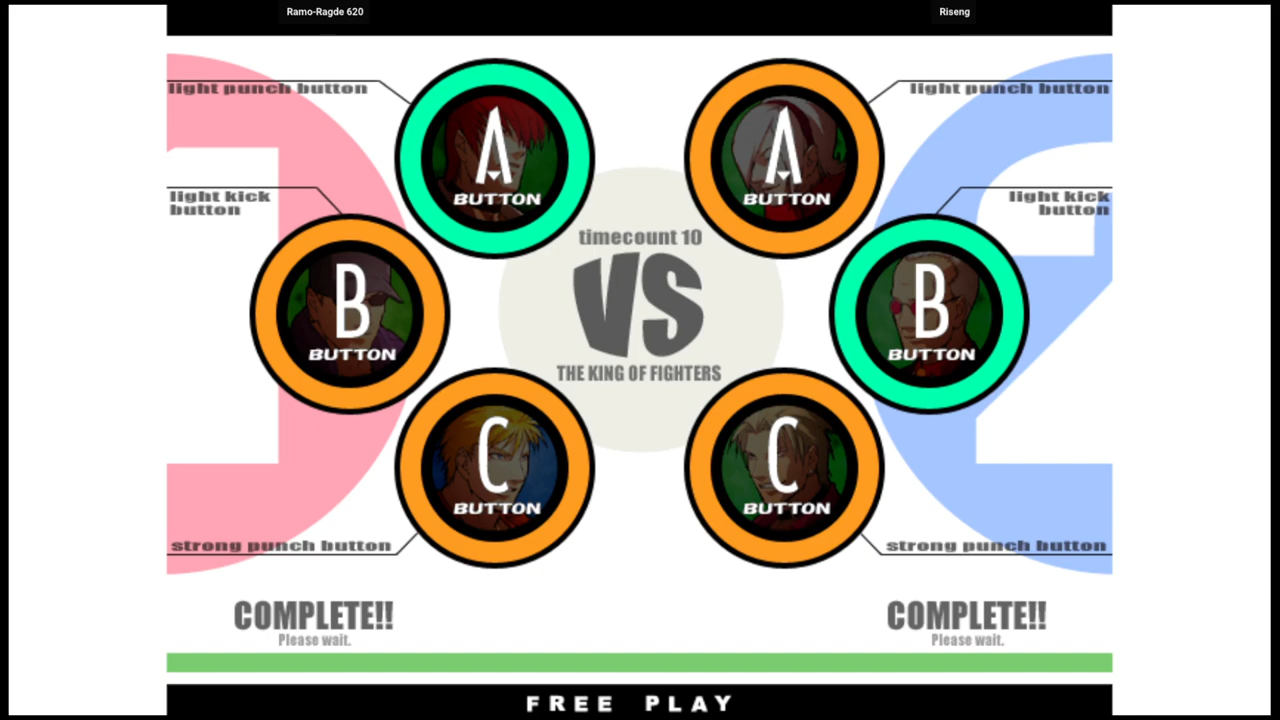 Ramo-Ragde 620
Riseng
light punch button
A
BUTTON
A
BUTTON
light punch button
light kick
button
B
BUTTON
timecount 10
VS
THE KING OF FIGHTERS
light kick
button
B
BUTTON
C
BUTTON
C
BUTTON
strong punch button
strong punch button
COMPLETE!!
Please wait.
COMPLETE!!
Please wait.
FREE PLAY